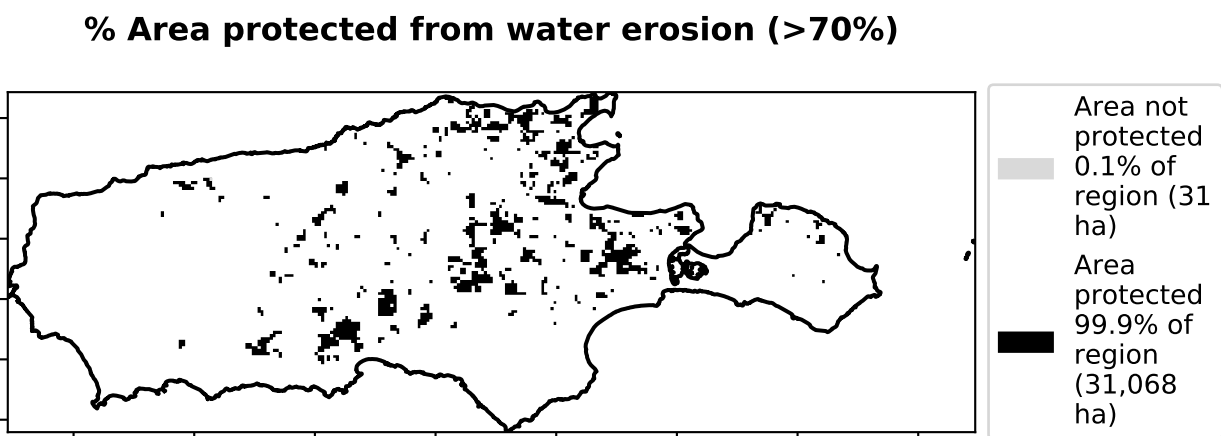 % Area protected from water erosion (>70%)
Area not
protected
0.1% of
region (31
ha)
Area
protected
99.9% of
region
(31,068
ha)